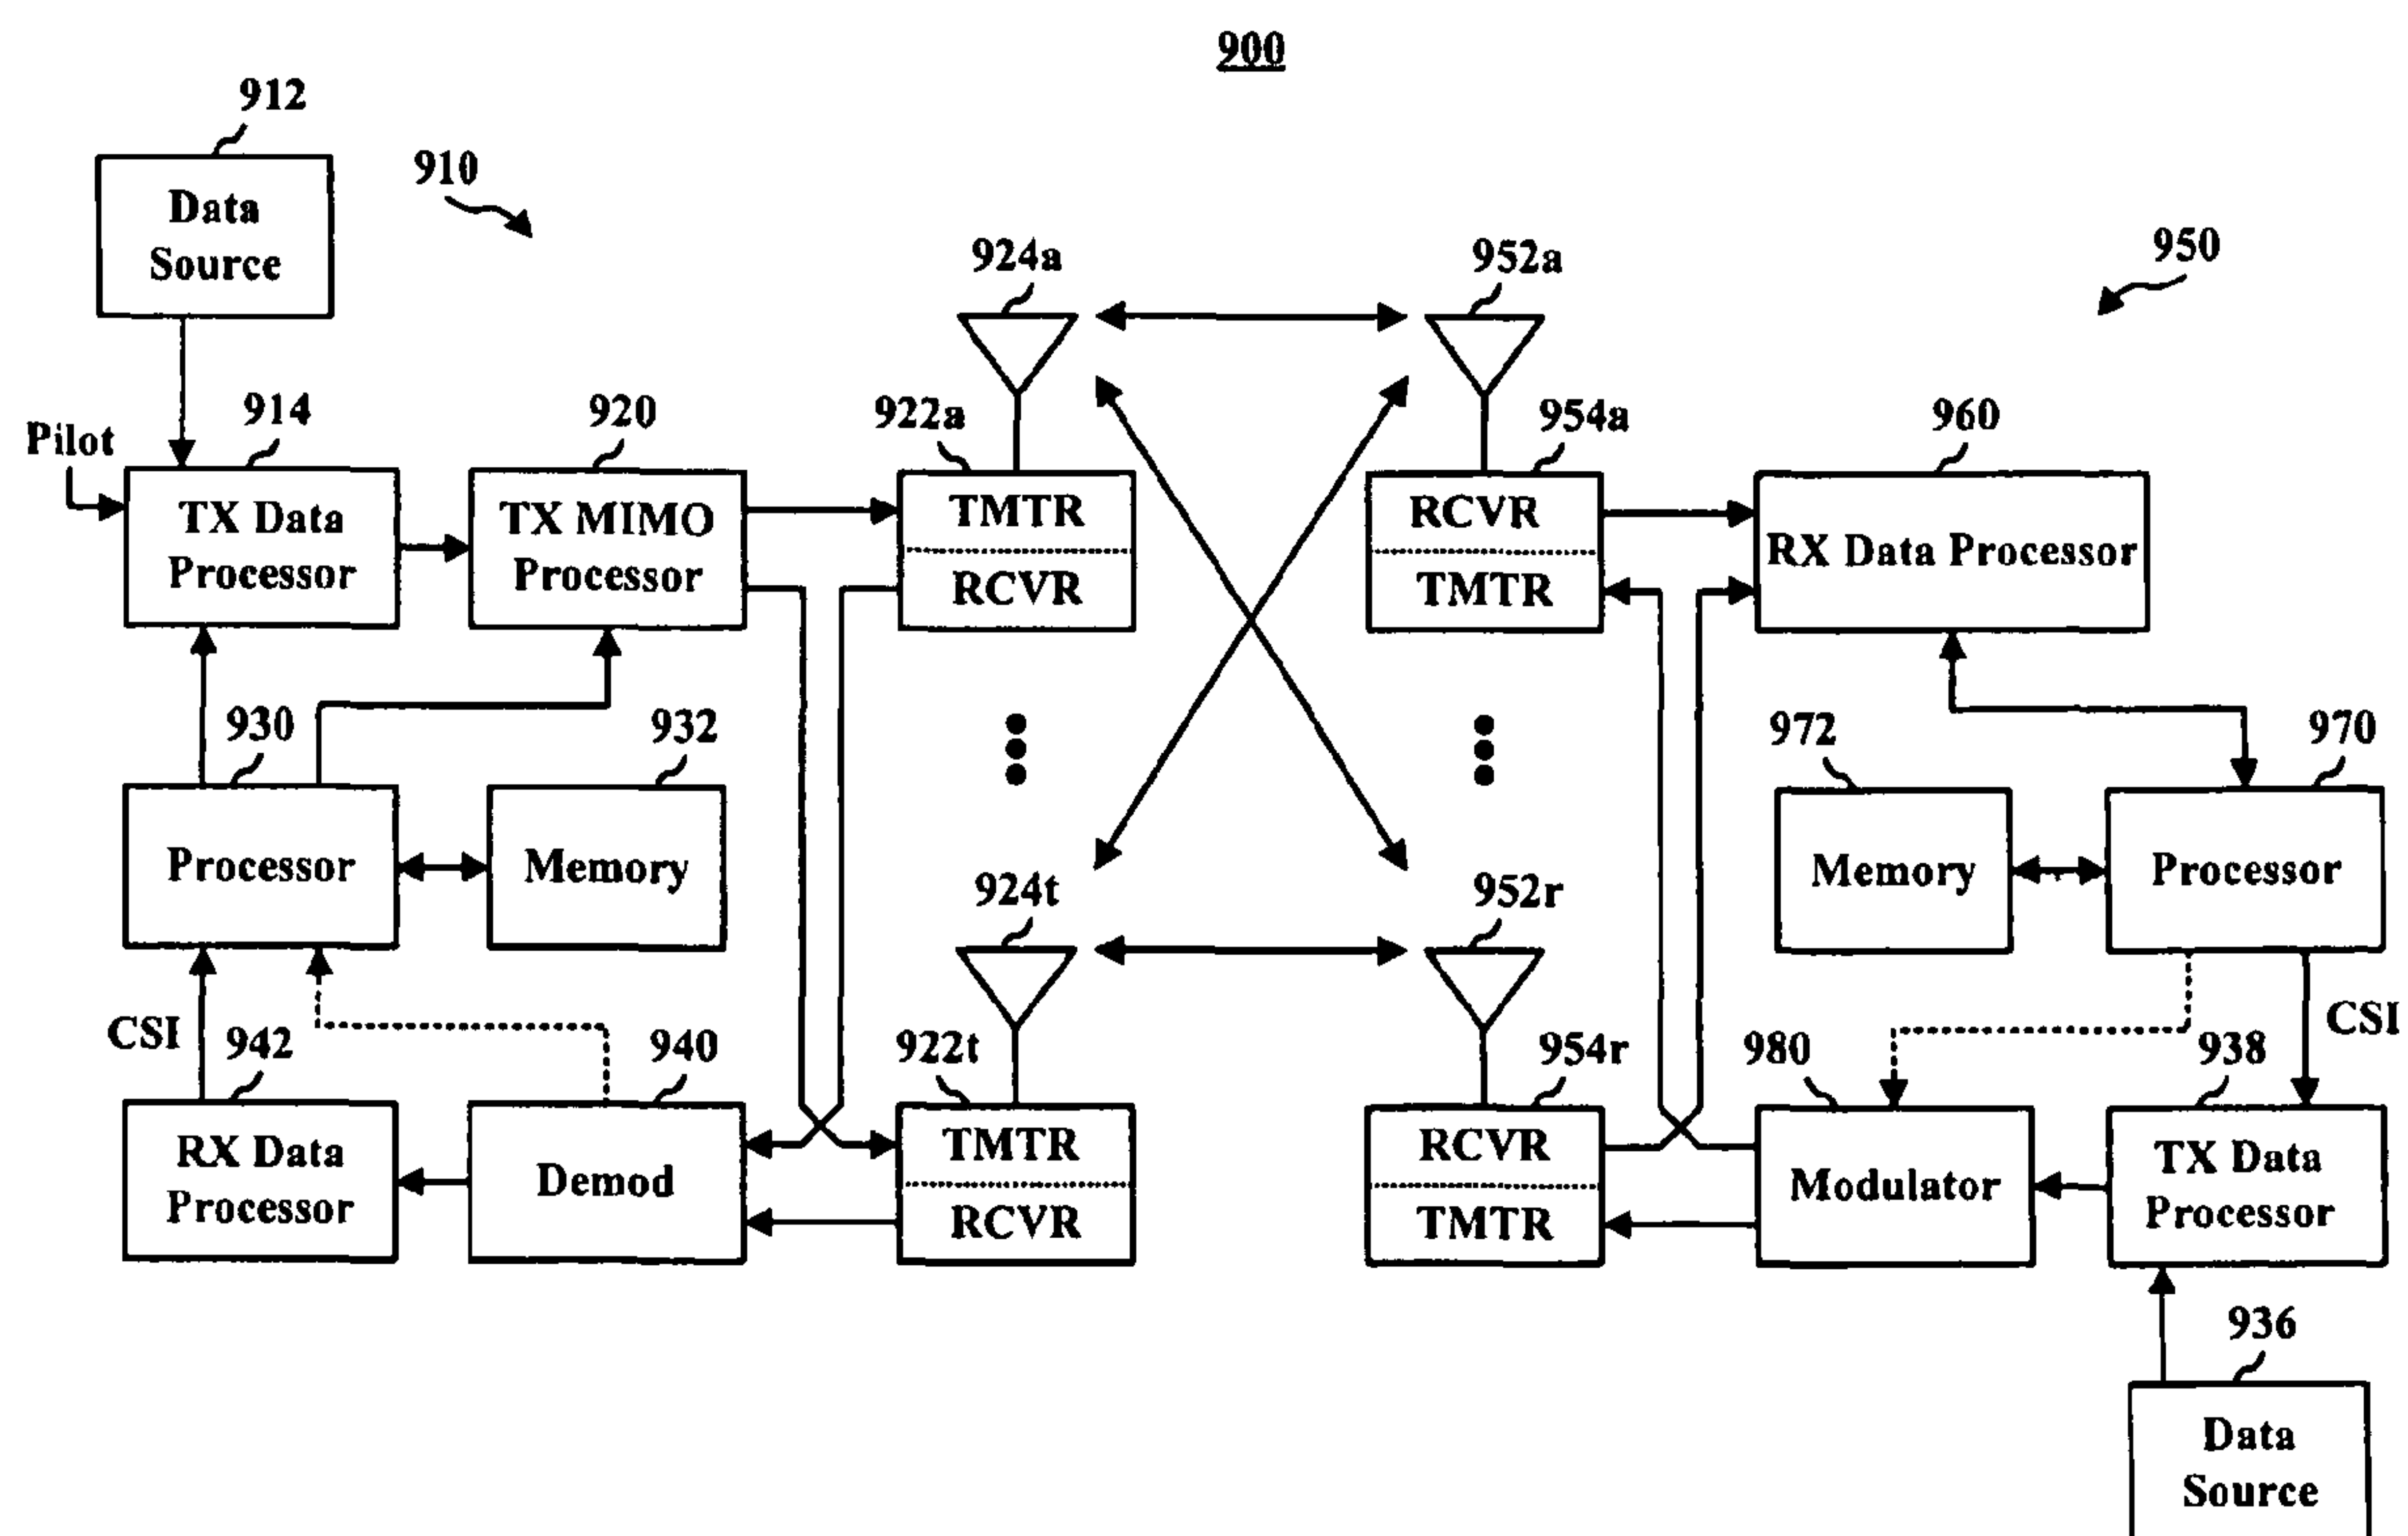 900
912
Data
Source
910
924a
952a
950
Pilot
914
920
922a
954a
960
TX Data
Processor
TX MIMO
Processor
TMTR
RCVR
RCVR
TMTR
RX Data Processor
930
932
972
970
Processor
Memory
Memory
Processor
924t
952r
CSI
942
940
922t
954r
980
938
CSI
RX Data
Processor
Demod
TMTR
RCVR
RCVR
TMTR
Modulator
TX Data
Processor
936
Data
Source